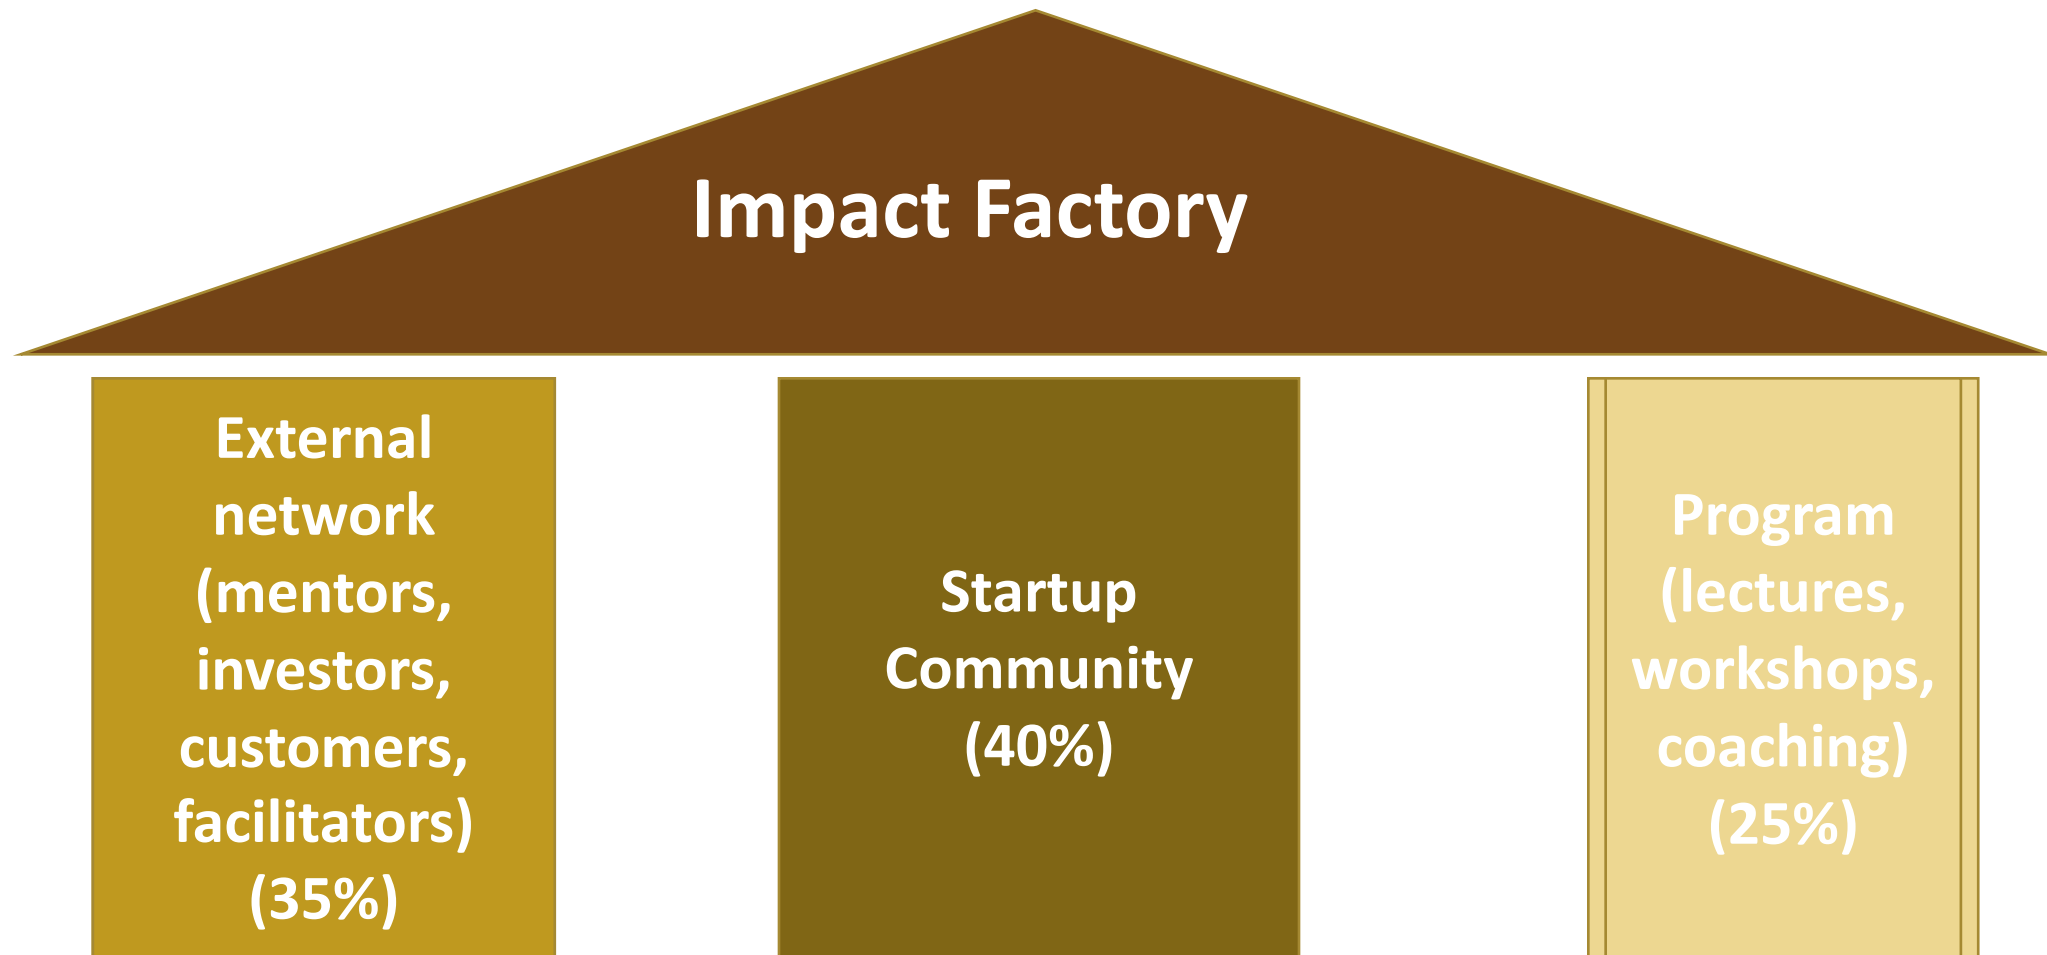 Impact Factory
External
network
(mentors,
investors,
customers,
facilitators)
(35%)
Startup
Community
(40%)
Program
(lectures,
workshops,
coaching)
(25%)